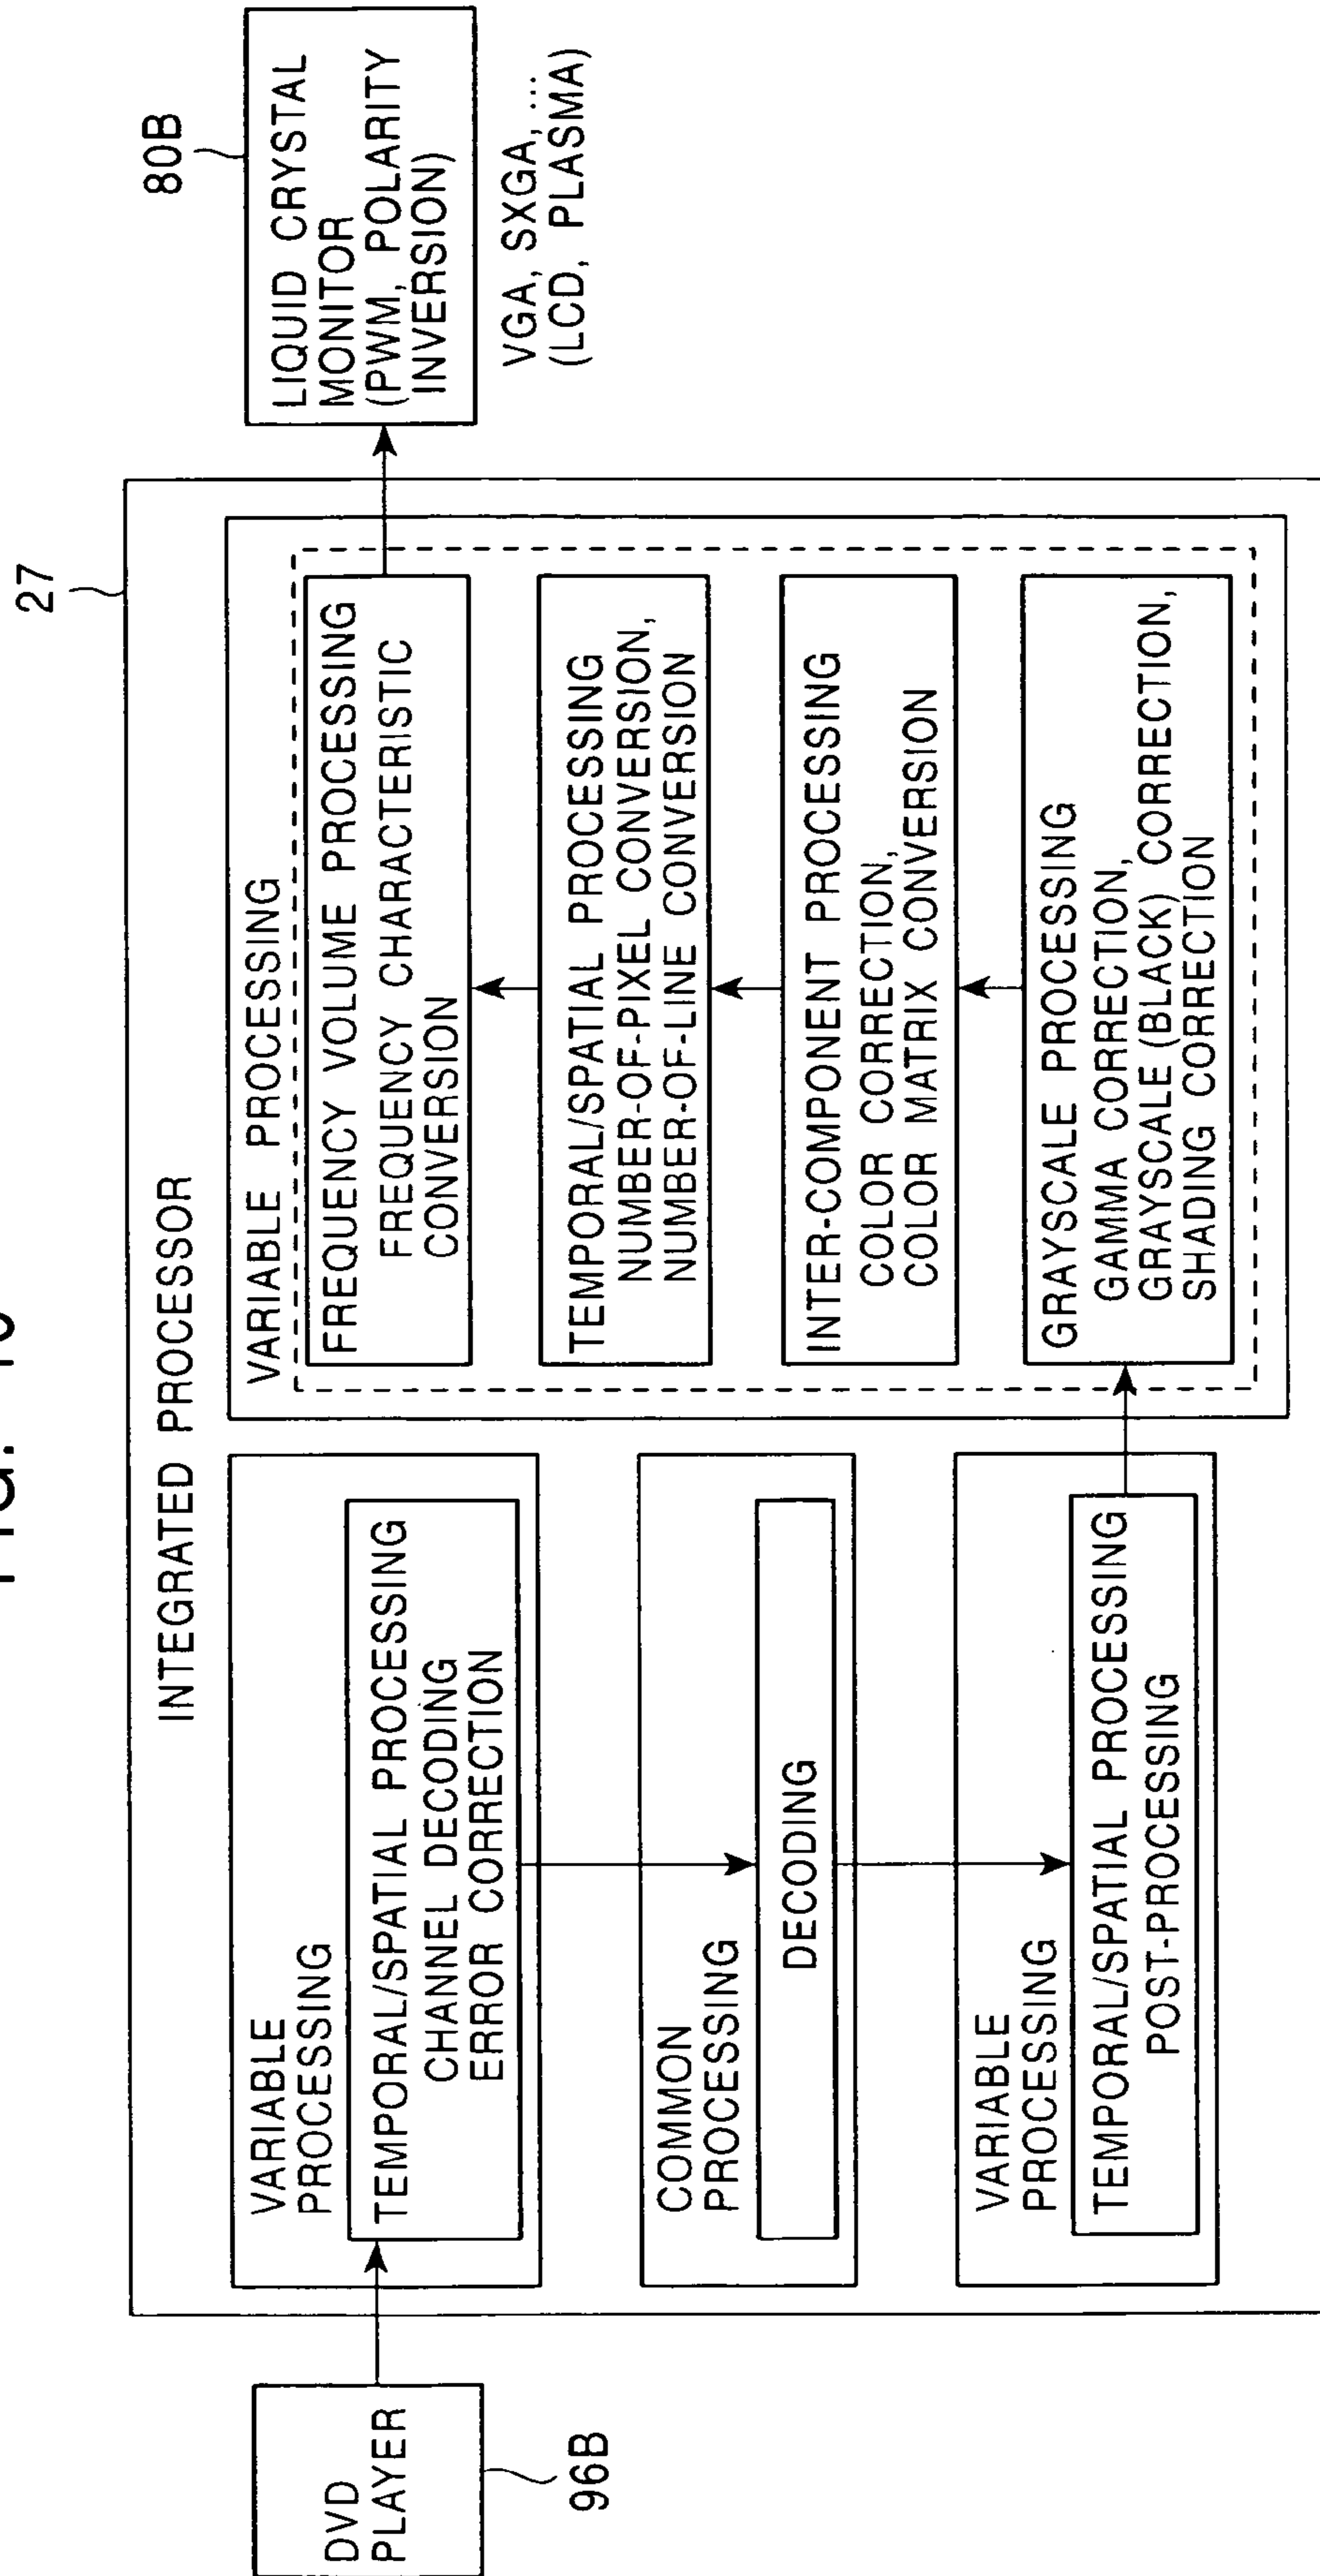 27
INTEGRATED PROCESSOR
DVD
PLAYER
96B
VARIABLE
PROCESSING
TEMPORAL/SPATIAL PROCESSING
CHANNEL DECODING
ERROR CORRECTION
COMMON
PROCESSING
DECODING
VARIABLE
PROCESSING
TEMPORAL/SPATIAL PROCESSING
POST-PROCESSING
VARIABLE PROCESSING
FREQUENCY VOLUME PROCESSING
FREQUENCY CHARACTERISTIC
CONVERSION
TEMPORAL/SPATIAL PROCESSING
NUMBER-OF-PIXEL CONVERSION,
NUMBER-OF-LINE CONVERSION
INTER-COMPONENT PROCESSING
COLOR CORRECTION,
COLOR MATRIX CONVERSION
GRAYSCALE PROCESSING
GAMMA CORRECTION,
GRAYSCALE (BLACK) CORRECTION,
SHADING CORRECTION
80B
LIQUID CRYSTAL
MONITOR
(PWM, POLARITY
INVERSION)
VGA, SXGA, ...
(LCD, PLASMA)